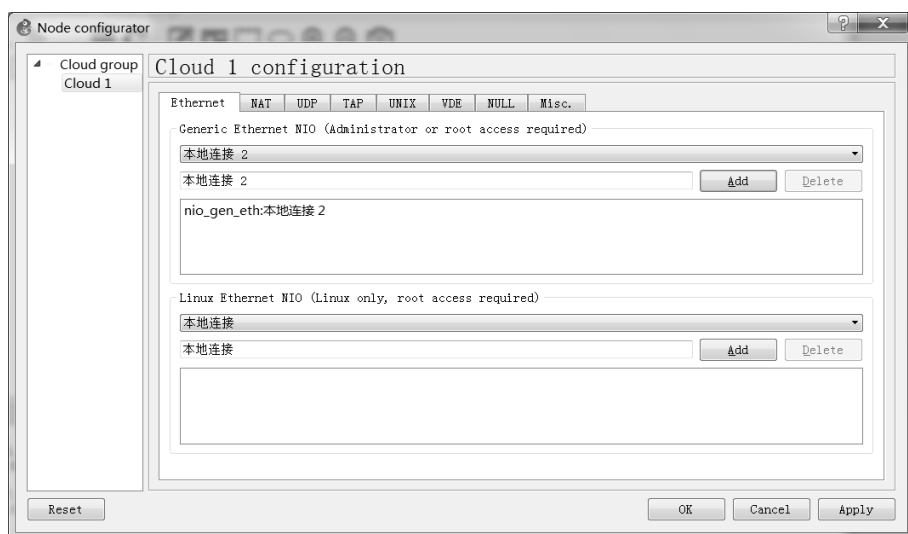 Node configurator
Cloud group
Cloud 1
Cloud 1 configuration
Ethernet NAT UDP TAP UNIX VDE NULL Misc.
Generic Ethernet NIO (Administrator or root access required)
本地连接 2
本地连接 2 Add Delete
nio_gen_eth:本地连接 2
Linux Ethernet NIO (Linux only, root access required)
本地连接
本地连接 Add Delete
Reset OK Cancel Apply